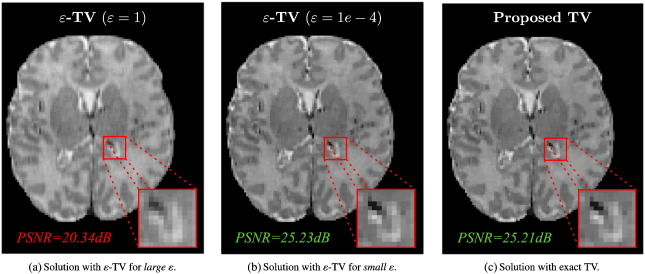 ε-TV (ε = 1)
ε-TV (ε = 1e − 4)
Proposed TV
PSNR=20.34dB
PSNR=25.23dB
PSNR=25.21dB
(a) Solution with ε-TV for large ε.
(b) Solution with ε-TV for small ε.
(c) Solution with exact TV.